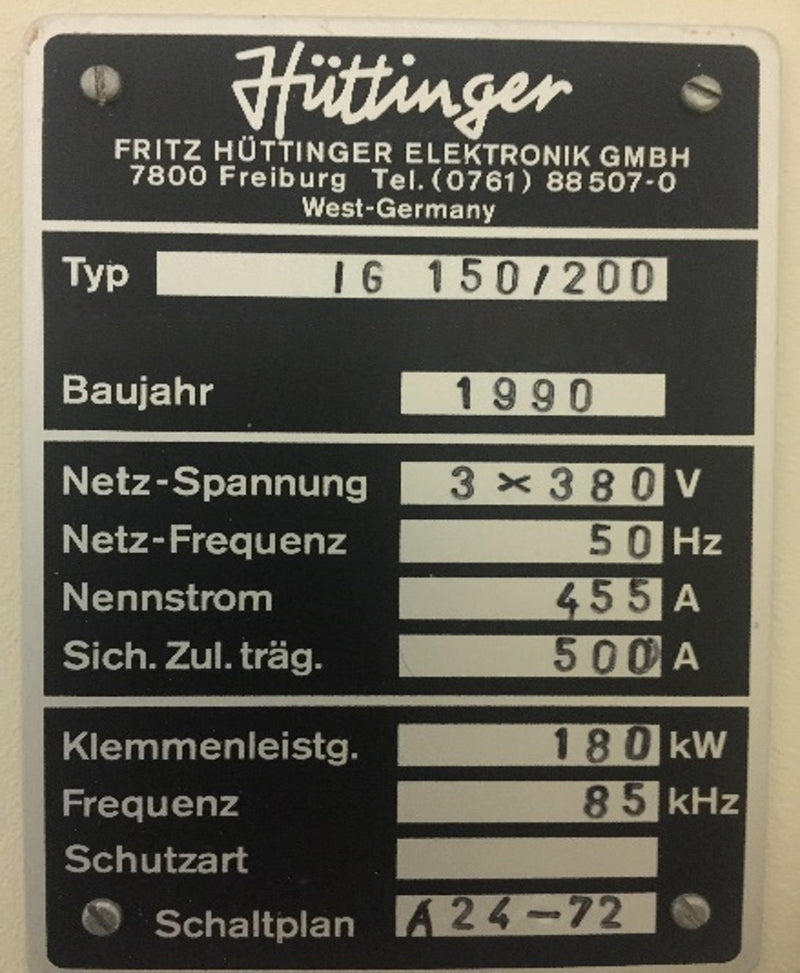 Hüttinger
FRITZ HÜTTINGER ELEKTRONIK GMBH
7800 Freiburg Tel. (0761) 88507-0
West-Germany
Typ IG 150/200
Baujahr 1990
Netz-Spannung 3×380 V
Netz-Frequenz 50 Hz
Nennstrom 455 A
Sich. Zul. träg. 500 A
Klemmenleistg. 180 kW
Frequenz 85 kHz
Schutzart
Schaltplan A24-72